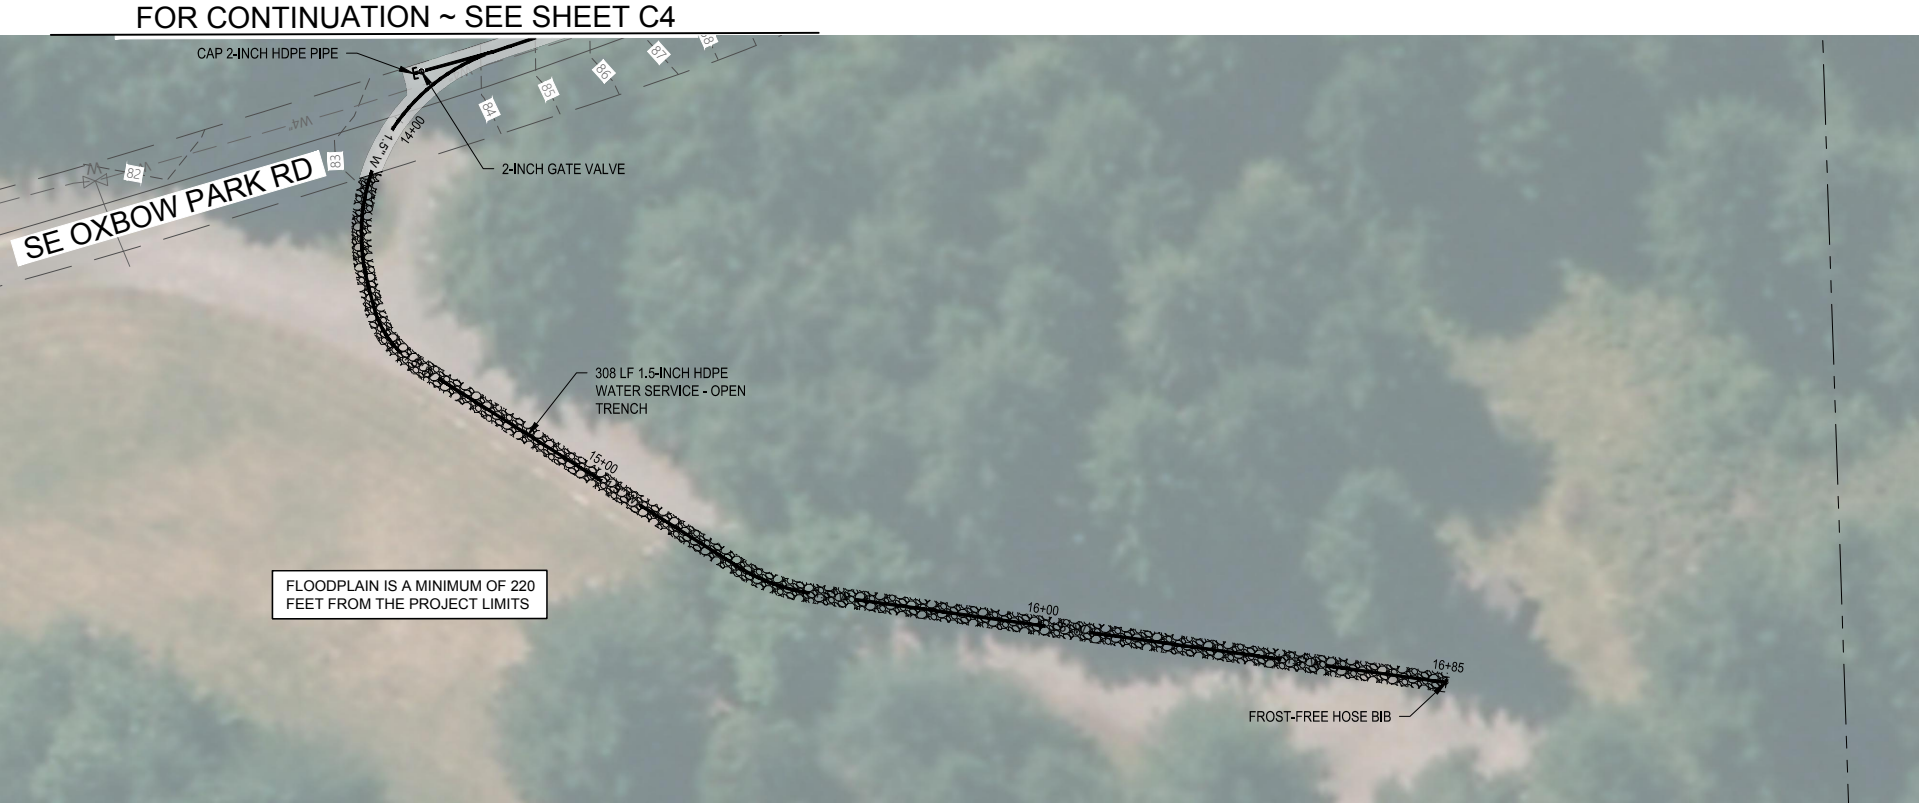 FOR CONTINUATION ~ SEE SHEET C4
CAP 2-INCH HDPE PIPE
88
87
86
85
84
83
82
W4"
W
14+00
1.5" W
2-INCH GATE VALVE
SE OXBOW PARK RD
308 LF 1.5-INCH HDPE
WATER SERVICE - OPEN
TRENCH
15+00
FLOODPLAIN IS A MINIMUM OF 220
FEET FROM THE PROJECT LIMITS
16+00
16+85
FROST-FREE HOSE BIB